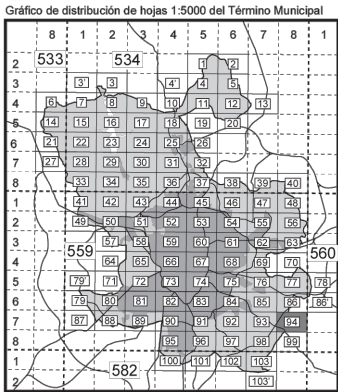 Gráfico de distribución de hojas 1:5000 del Término Municipal
8 1 2 3 4 5 6 7 8 1
533 534
2 1 2
3 3' 3 4' 4 5
4 6 7 8 9 10 11 12 13
5 14 15 16 17 18 19 20
6 21 22 23 24 25 26
7 27 28 29 30 31 32
8 33 34 35 36 37 38 39 40
1 41 42 43 44 45 46 47 48
2 49 50 51 52 53 54 55 56
3 57 58 59 60 61 62 63
559 560
4 64 65 66 67 68 69 70
5 79' 71 72 73 74 75 76 77 78
6 79 80 81 82 83 84 85 86 86'
7 87 88 89 90 91 92 93 94
8 95 96 97 98 99
1 100 101 102 103
582
2 103'